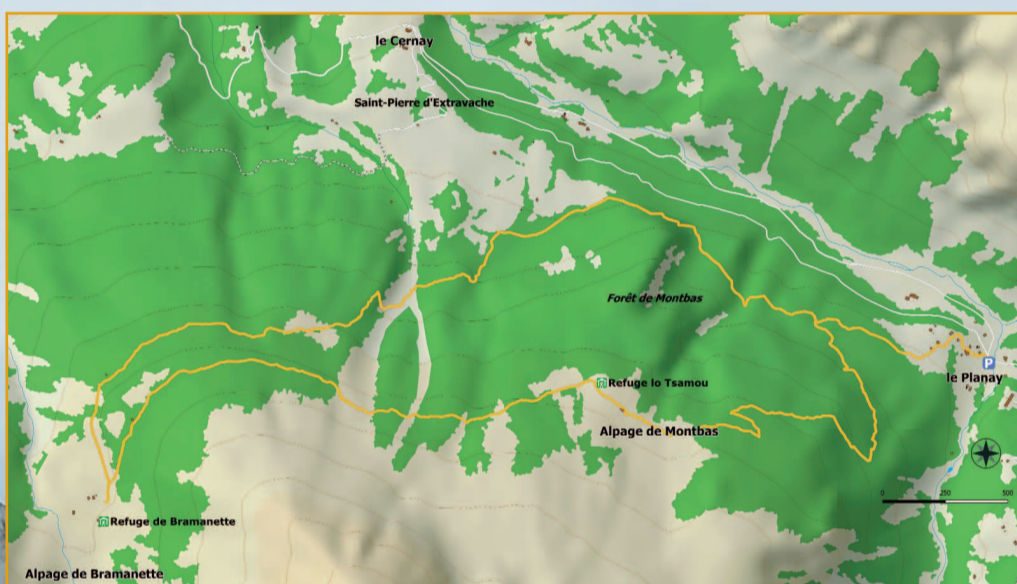 le Cernay
Saint-Pierre d'Extravache
Forêt de Montbas
P
le Planay
Refuge lo Tsamou
Alpage de Montbas
0 250 500
Refuge de Bramanette
Alpage de Bramanette